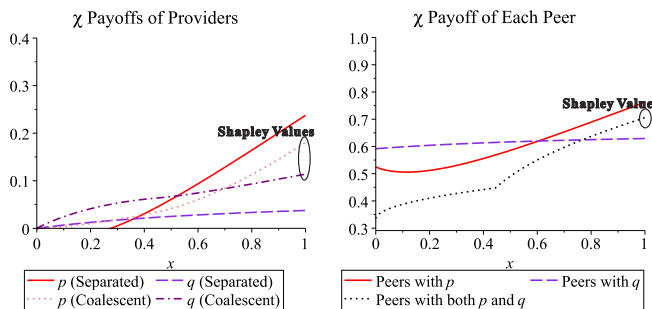 χ Payoffs of Providers
0.4
0.3
0.2
0.1
0
0 0.2 0.4 0.6 0.8 1
x
Shapley Values
p (Separated) q (Separated)
p (Coalescent) q (Coalescent)
χ Payoff of Each Peer
1.0
0.9
0.8
0.7
0.6
0.5
0.4
0.3
0 0.2 0.4 0.6 0.8 1
x
Shapley Value
Peers with p Peers with q
Peers with both p and q